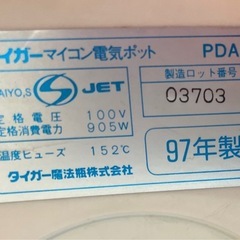 イガーマイコン電気ポット PDA
AIYO,S JET
製造ロット番号
03703
定格電圧 100V
定格消費電力 905W
温度ヒューズ 152℃
97年製
タイガー魔法瓶株式会社